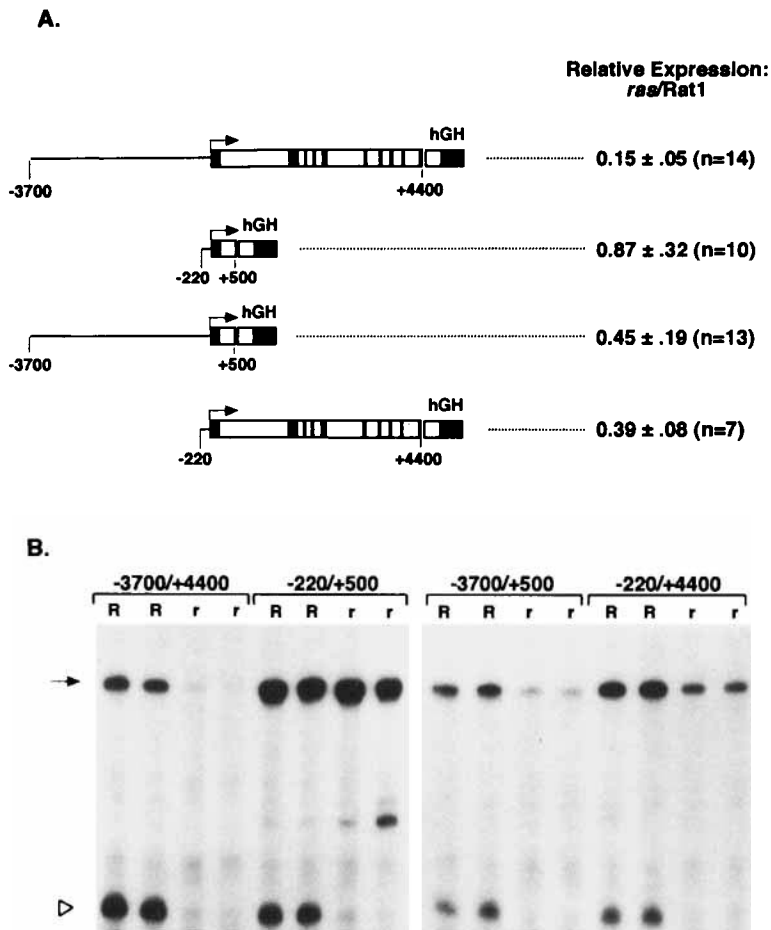 A.
Relative Expression:
ras/Rat1
hGH
-3700
+4400
0.15 ± .05 (n=14)
hGH
-220
+500
0.87 ± .32 (n=10)
hGH
-3700
+500
0.45 ± .19 (n=13)
hGH
-220
+4400
0.39 ± .08 (n=7)
B.
-3700/+4400 -220/+500 -3700/+500 -220/+4400
R R r r R R r r R R r r R R r r